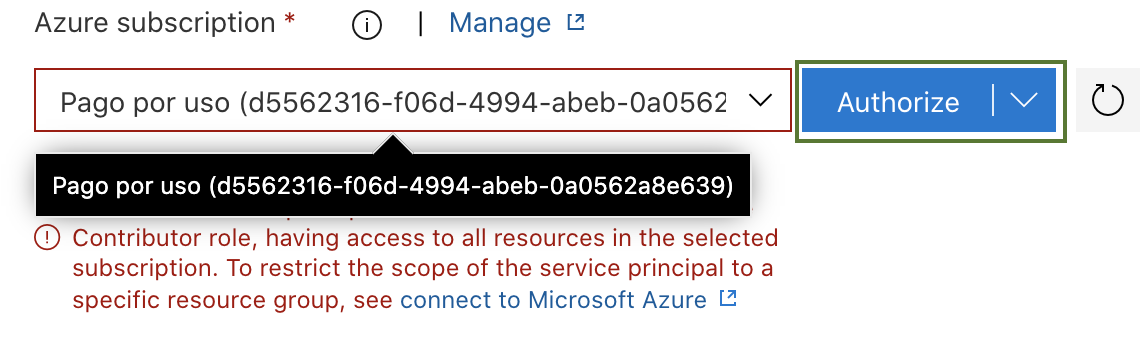 Azure subscription * | Manage
Pago por uso (d5562316-f06d-4994-abeb-0a0562
Authorize
Pago por uso (d5562316-f06d-4994-abeb-0a0562a8e639)
Contributor role, having access to all resources in the selected
subscription. To restrict the scope of the service principal to a
specific resource group, see connect to Microsoft Azure